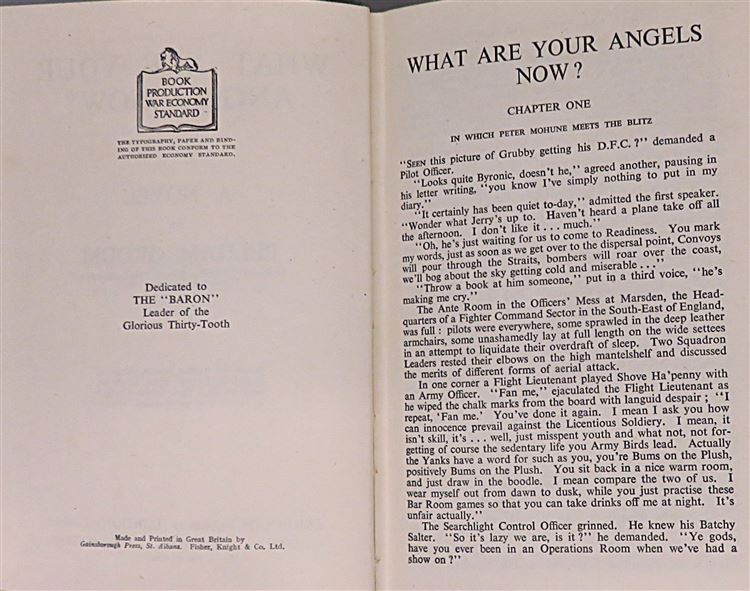 BOOK
PRODUCTION
WAR ECONOMY
STANDARD
THE TYPOGRAPHY, PAPER AND BIND-
ING OF THIS BOOK CONFORM TO THE
AUTHORISED ECONOMY STANDARD.
Dedicated to
THE "BARON"
Leader of the
Glorious Thirty-Tooth
Made and Printed in Great Britain by
Gainsborough Press, St. Albans. Fisher, Knight & Co. Ltd.
WHAT ARE YOUR ANGELS
NOW?
CHAPTER ONE
IN WHICH PETER MOHUNE MEETS THE BLITZ
"SEEN this picture of Grubby getting his D.F.C.?" demanded a
Pilot Officer.
"Looks quite Byronic, doesn't he," agreed another, pausing in
his letter writing, "you know I've simply nothing to put in my
diary."
"It certainly has been quiet to-day," admitted the first speaker.
"Wonder what Jerry's up to. Haven't heard a plane take off all
the afternoon. I don't like it . . . much."
"Oh, he's just waiting for us to come to Readiness. You mark
my words, just as soon as we get over to the dispersal point, Convoys
will pour through the Straits, bombers will roar over the coast,
we'll bog about the sky getting cold and miserable . . ."
"Throw a book at him someone," put in a third voice, "he's
making me cry."
The Ante Room in the Officers' Mess at Marsden, the Head-
quarters of a Fighter Command Sector in the South-East of England,
was full : pilots were everywhere, some sprawled in the deep leather
armchairs, some unashamedly lay at full length on the wide settees
in an attempt to liquidate their overdraft of sleep. Two Squadron
Leaders rested their elbows on the high mantelshelf and discussed
the merits of different forms of aerial attack.
In one corner a Flight Lieutenant played Shove Ha'penny with
an Army Officer. "Fan me," ejaculated the Flight Lieutenant as
he wiped the chalk marks from the board with languid despair ; "I
repeat, 'Fan me.' You've done it again. I mean I ask you how
can innocence prevail against the Licentious Soldiery. I mean, it
isn't skill, it's . . . well, just misspent youth and what not, not for-
getting of course the sedentary life you Army Birds lead. Actually
the Yanks have a word for such as you, you're Bums on the Plush,
positively Bums on the Plush. You sit back in a nice warm room,
and just draw in the boodle. I mean compare the two of us. I
wear myself out from dawn to dusk, while you just practise these
Bar Room games so that you can take drinks off me at night. It's
unfair actually."
The Searchlight Control Officer grinned. He knew his Batchy
Salter. "So it's lazy we are, is it?" he demanded. "Ye gods,
have you ever been in an Operations Room when we've had a
show on?"